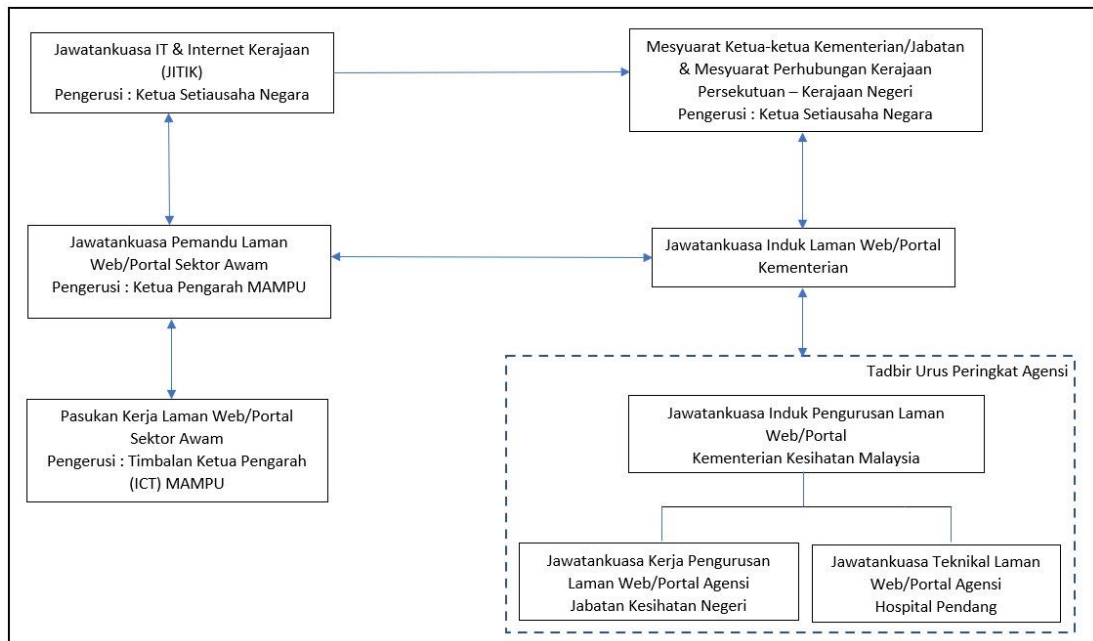 Jawatankuasa IT & Internet Kerajaan
(JITIK)
Pengerusi : Ketua Setiausaha Negara
Mesyuarat Ketua-ketua Kementerian/Jabatan
& Mesyuarat Perhubungan Kerajaan
Persekutuan – Kerajaan Negeri
Pengerusi : Ketua Setiausaha Negara
Jawatankuasa Pemandu Laman
Web/Portal Sektor Awam
Pengerusi : Ketua Pengarah MAMPU
Jawatankuasa Induk Laman Web/Portal
Kementerian
Pasukan Kerja Laman Web/Portal
Sektor Awam
Pengerusi : Timbalan Ketua Pengarah
(ICT) MAMPU
Tadbir Urus Peringkat Agensi
Jawatankuasa Induk Pengurusan Laman
Web/Portal
Kementerian Kesihatan Malaysia
Jawatankuasa Kerja Pengurusan
Laman Web/Portal Agensi
Jabatan Kesihatan Negeri
Jawatankuasa Teknikal Laman
Web/Portal Agensi
Hospital Pendang